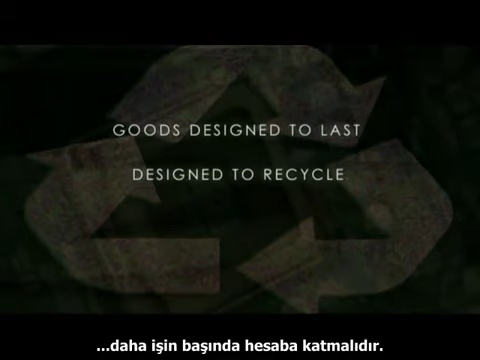 GOODS DESIGNED TO LAST
DESIGNED TO RECYCLE
...daha işin başında hesaba katmalıdır.